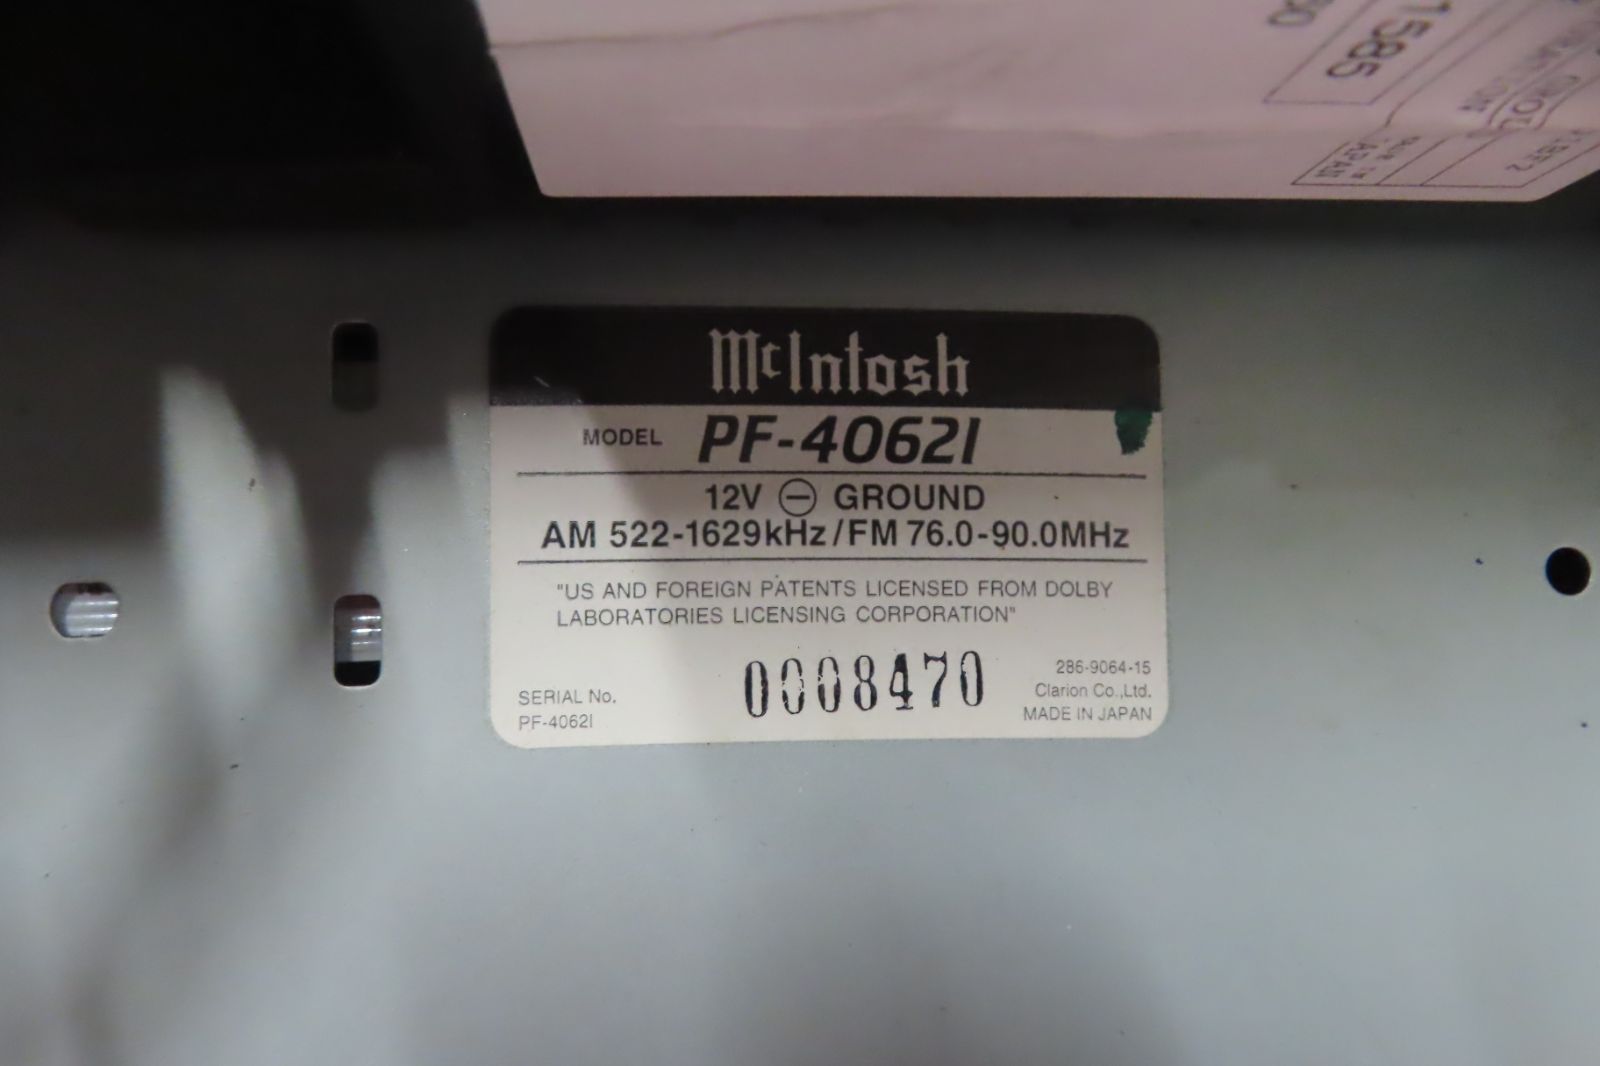 1585
McIntosh
MODEL PF-4062I
12V ⊖ GROUND
AM 522-1629kHz/FM 76.0-90.0MHz
"US AND FOREIGN PATENTS LICENSED FROM DOLBY
LABORATORIES LICENSING CORPORATION"
0008470
SERIAL No.
PF-4062I
286-9064-15
Clarion Co.,Ltd.
MADE IN JAPAN